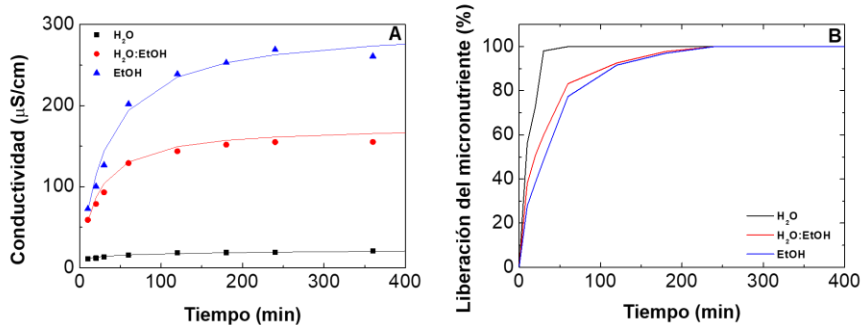 A
H₂O
H₂O:EtOH
EtOH
Conductividad (µS/cm)
300
200
100
0
0 100 200 300 400
Tiempo (min)
B
Liberación del micronutriente (%)
100
80
60
40
20
0
H₂O
H₂O:EtOH
EtOH
0 100 200 300 400
Tiempo (min)